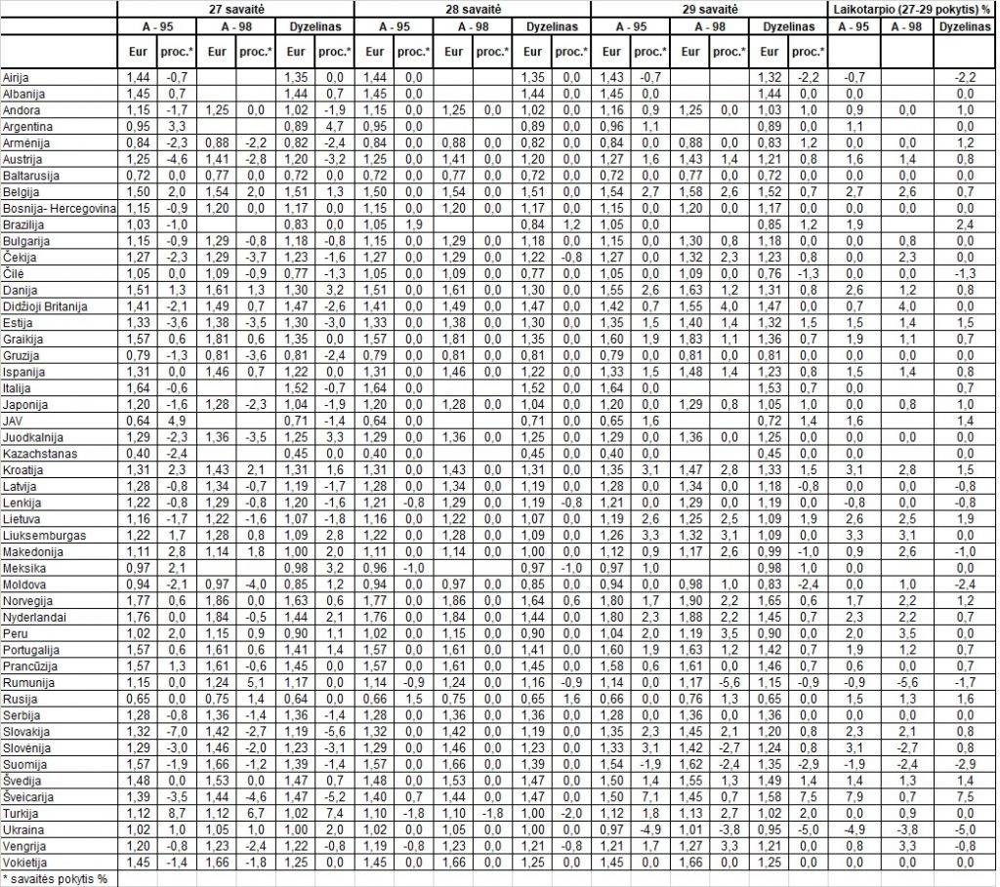 27 savaitė 28 savaitė 29 savaitė Laikotarpio (27-29 pokytis) %
A - 95 A - 98 Dyzelinas A - 95 A - 98 Dyzelinas A - 95 A - 98 Dyzelinas A - 95 A - 98 Dyzelinas
Eur proc.* Eur proc.* Eur proc.* Eur proc.* Eur proc.* Eur proc.* Eur proc.* Eur proc.* Eur proc.*
Airija 1,44 -0,7 1,35 0,0 1,44 0,0 1,35 0,0 1,43 -0,7 1,32 -2,2 -0,7 -2,2
Albanija 1,45 0,7 1,44 0,7 1,45 0,0 1,44 0,0 1,45 0,0 1,44 0,0 0,0 0,0
Andora 1,15 -1,7 1,25 0,0 1,02 -1,9 1,15 0,0 1,25 0,0 1,02 0,0 1,16 0,9 1,25 0,0 1,03 1,0 0,9 0,0 1,0
Argentina 0,95 3,3 0,89 4,7 0,95 0,0 0,89 0,0 0,96 1,1 0,89 0,0 1,1 0,0
Armėnija 0,84 -2,3 0,88 -2,2 0,82 -2,4 0,84 0,0 0,88 0,0 0,82 0,0 0,84 0,0 0,88 0,0 0,83 1,2 0,0 0,0 1,2
Austrija 1,25 -4,6 1,41 -2,8 1,20 -3,2 1,25 0,0 1,41 0,0 1,20 0,0 1,27 1,6 1,43 1,4 1,21 0,8 1,6 1,4 0,8
Baltarusija 0,72 0,0 0,77 0,0 0,72 0,0 0,72 0,0 0,77 0,0 0,72 0,0 0,72 0,0 0,77 0,0 0,72 0,0 0,0 0,0 0,0
Belgija 1,50 2,0 1,54 2,0 1,51 1,3 1,50 0,0 1,54 0,0 1,51 0,0 1,54 2,7 1,58 2,6 1,52 0,7 2,7 2,6 0,7
Bosnija- Hercegovina 1,15 -0,9 1,20 0,0 1,17 0,0 1,15 0,0 1,20 0,0 1,17 0,0 1,15 0,0 1,20 0,0 1,17 0,0 0,0 0,0 0,0
Brazilija 1,03 -1,0 0,83 0,0 1,05 1,9 0,84 1,2 1,05 0,0 0,85 1,2 1,9 2,4
Bulgarija 1,15 -0,9 1,29 -0,8 1,18 -0,8 1,15 0,0 1,29 0,0 1,18 0,0 1,15 0,0 1,30 0,8 1,18 0,0 0,0 0,8 0,0
Čekija 1,27 -2,3 1,29 -3,7 1,23 -1,6 1,27 0,0 1,29 0,0 1,22 -0,8 1,27 0,0 1,32 2,3 1,23 0,8 0,0 2,3 0,0
Čilė 1,05 0,0 1,09 -0,9 0,77 -1,3 1,05 0,0 1,09 0,0 0,77 0,0 1,05 0,0 1,09 0,0 0,76 -1,3 0,0 0,0 -1,3
Danija 1,51 1,3 1,61 1,3 1,30 3,2 1,51 0,0 1,61 0,0 1,30 0,0 1,55 2,6 1,63 1,2 1,31 0,8 2,6 1,2 0,8
Didžioji Britanija 1,41 -2,1 1,49 0,7 1,47 -2,6 1,41 0,0 1,49 0,0 1,47 0,0 1,42 0,7 1,55 4,0 1,47 0,0 0,7 4,0 0,0
Estija 1,33 -3,6 1,38 -3,5 1,30 -3,0 1,33 0,0 1,38 0,0 1,30 0,0 1,35 1,5 1,40 1,4 1,32 1,5 1,5 1,4 1,5
Graikija 1,57 0,6 1,81 0,6 1,35 0,0 1,57 0,0 1,81 0,0 1,35 0,0 1,60 1,9 1,83 1,1 1,36 0,7 1,9 1,1 0,7
Gruzija 0,79 -1,3 0,81 -3,6 0,81 -2,4 0,79 0,0 0,81 0,0 0,81 0,0 0,79 0,0 0,81 0,0 0,81 0,0 0,0 0,0 0,0
Ispanija 1,31 0,0 1,46 0,7 1,22 0,0 1,31 0,0 1,46 0,0 1,22 0,0 1,33 1,5 1,48 1,4 1,23 0,8 1,5 1,4 0,8
Italija 1,64 -0,6 1,52 -0,7 1,64 0,0 1,52 0,0 1,64 0,0 1,53 0,7 0,0 0,7
Japonija 1,20 -1,6 1,28 -2,3 1,04 -1,9 1,20 0,0 1,28 0,0 1,04 0,0 1,20 0,0 1,29 0,8 1,05 1,0 0,0 0,8 1,0
JAV 0,64 4,9 0,71 -1,4 0,64 0,0 0,71 0,0 0,65 1,6 0,72 1,4 1,6 1,4
Juodkalnija 1,29 -2,3 1,36 -3,5 1,25 3,3 1,29 0,0 1,36 0,0 1,25 0,0 1,29 0,0 1,36 0,0 1,25 0,0 0,0 0,0 0,0
Kazachstanas 0,40 -2,4 0,45 0,0 0,40 0,0 0,45 0,0 0,40 0,0 0,45 0,0 0,0 0,0
Kroatija 1,31 2,3 1,43 2,1 1,31 1,6 1,31 0,0 1,43 0,0 1,31 0,0 1,35 3,1 1,47 2,8 1,33 1,5 3,1 2,8 1,5
Latvija 1,28 -0,8 1,34 -0,7 1,19 -1,7 1,28 0,0 1,34 0,0 1,19 0,0 1,28 0,0 1,34 0,0 1,18 -0,8 0,0 0,0 -0,8
Lenkija 1,22 -0,8 1,29 -0,8 1,20 -1,6 1,21 -0,8 1,29 0,0 1,19 -0,8 1,21 0,0 1,29 0,0 1,19 0,0 -0,8 0,0 -0,8
Lietuva 1,16 -1,7 1,22 -1,6 1,07 -1,8 1,16 0,0 1,22 0,0 1,07 0,0 1,19 2,6 1,25 2,5 1,09 1,9 2,6 2,5 1,9
Liuksemburgas 1,22 1,7 1,28 0,8 1,09 2,8 1,22 0,0 1,28 0,0 1,09 0,0 1,26 3,3 1,32 3,1 1,09 0,0 3,3 3,1 0,0
Makedonija 1,11 2,8 1,14 1,8 1,00 2,0 1,11 0,0 1,14 0,0 1,00 0,0 1,12 0,9 1,17 2,6 0,99 -1,0 0,9 2,6 -1,0
Meksika 0,97 2,1 0,98 3,2 0,96 -1,0 0,97 -1,0 0,97 1,0 0,98 1,0 0,0 0,0
Moldova 0,94 -2,1 0,97 -4,0 0,85 1,2 0,94 0,0 0,97 0,0 0,85 0,0 0,94 0,0 0,98 1,0 0,83 -2,4 0,0 1,0 -2,4
Norvegija 1,77 0,6 1,86 0,0 1,63 0,6 1,77 0,0 1,86 0,0 1,64 0,6 1,80 1,7 1,90 2,2 1,65 0,6 1,7 2,2 1,2
Nyderlandai 1,76 0,0 1,84 -0,5 1,44 2,1 1,76 0,0 1,84 0,0 1,44 0,0 1,80 2,3 1,88 2,2 1,45 0,7 2,3 2,2 0,7
Peru 1,02 2,0 1,15 0,9 0,90 1,1 1,02 0,0 1,15 0,0 0,90 0,0 1,04 2,0 1,19 3,5 0,90 0,0 2,0 3,5 0,0
Portugalija 1,57 0,6 1,61 0,6 1,41 1,4 1,57 0,0 1,61 0,0 1,41 0,0 1,60 1,9 1,63 1,2 1,42 0,7 1,9 1,2 0,7
Prancūzija 1,57 1,3 1,61 -0,6 1,45 0,0 1,57 0,0 1,61 0,0 1,45 0,0 1,58 0,6 1,61 0,0 1,46 0,7 0,6 0,0 0,7
Rumunija 1,15 0,0 1,24 5,1 1,17 0,0 1,14 -0,9 1,24 0,0 1,16 -0,9 1,14 0,0 1,17 -5,6 1,15 -0,9 -0,9 -5,6 -1,7
Rusija 0,65 0,0 0,75 1,4 0,64 0,0 0,66 1,5 0,75 0,0 0,65 1,6 0,66 0,0 0,76 1,3 0,65 0,0 1,5 1,3 1,6
Serbija 1,28 -0,8 1,36 -1,4 1,36 -1,4 1,28 0,0 1,36 0,0 1,36 0,0 1,28 0,0 1,36 0,0 1,36 0,0 0,0 0,0 0,0
Slovakija 1,32 -7,0 1,42 -2,7 1,19 -5,6 1,32 0,0 1,42 0,0 1,19 0,0 1,35 2,3 1,45 2,1 1,20 0,8 2,3 2,1 0,8
Slovėnija 1,29 -3,0 1,46 -2,0 1,23 -3,1 1,29 0,0 1,46 0,0 1,23 0,0 1,33 3,1 1,42 -2,7 1,24 0,8 3,1 -2,7 0,8
Suomija 1,57 -1,9 1,66 -1,2 1,39 -1,4 1,57 0,0 1,66 0,0 1,39 0,0 1,54 -1,9 1,62 -2,4 1,35 -2,9 -1,9 -2,4 -2,9
Švedija 1,48 0,0 1,53 0,0 1,47 0,7 1,48 0,0 1,53 0,0 1,47 0,0 1,50 1,4 1,55 1,3 1,49 1,4 1,4 1,3 1,4
Šveicarija 1,39 -3,5 1,44 -4,6 1,47 -5,2 1,40 0,7 1,44 0,0 1,47 0,0 1,50 7,1 1,45 0,7 1,58 7,5 7,9 0,7 7,5
Turkija 1,12 8,7 1,12 6,7 1,02 7,4 1,10 -1,8 1,10 -1,8 1,00 -2,0 1,12 1,8 1,13 2,7 1,02 2,0 0,0 0,9 0,0
Ukraina 1,02 1,0 1,05 1,0 1,00 2,0 1,02 0,0 1,05 0,0 1,00 0,0 0,97 -4,9 1,01 -3,8 0,95 -5,0 -4,9 -3,8 -5,0
Vengrija 1,20 -0,8 1,23 -2,4 1,22 -0,8 1,19 -0,8 1,23 0,0 1,21 -0,8 1,21 1,7 1,27 3,3 1,21 0,0 0,8 3,3 -0,8
Vokietija 1,45 -1,4 1,66 -1,8 1,25 0,0 1,45 0,0 1,66 0,0 1,25 0,0 1,45 0,0 1,66 0,0 1,25 0,0 0,0 0,0 0,0
* savaitės pokytis %